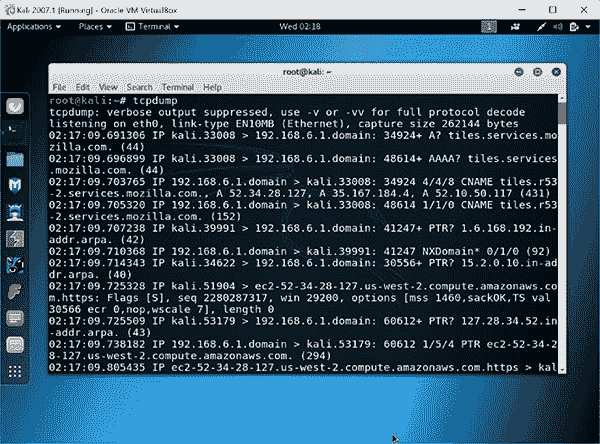 Kali 2007.1 [Running] - Oracle VM VirtualBox
Applications Places Terminal Wed 02:18 1
root@kali: ~
File Edit View Search Terminal Help
root@kali:~# tcpdump
tcpdump: verbose output suppressed, use -v or -vv for full protocol decode
listening on eth0, link-type EN10MB (Ethernet), capture size 262144 bytes
02:17:09.691306 IP kali.33008 > 192.168.6.1.domain: 34924+ A? tiles.services.mo
zilla.com. (44)
02:17:09.696899 IP kali.33008 > 192.168.6.1.domain: 48614+ AAAA? tiles.services
.mozilla.com. (44)
02:17:09.703765 IP 192.168.6.1.domain > kali.33008: 34924 4/4/8 CNAME tiles.r53
-2.services.mozilla.com., A 52.34.28.127, A 35.167.184.4, A 52.10.50.117 (431)
02:17:09.705320 IP 192.168.6.1.domain > kali.33008: 48614 1/1/0 CNAME tiles.r53
-2.services.mozilla.com. (152)
02:17:09.707238 IP kali.39991 > 192.168.6.1.domain: 41247+ PTR? 1.6.168.192.in-
addr.arpa. (42)
02:17:09.710368 IP 192.168.6.1.domain > kali.39991: 41247 NXDomain* 0/1/0 (92)
02:17:09.714343 IP kali.34622 > 192.168.6.1.domain: 30556+ PTR? 15.2.0.10.in-ad
dr.arpa. (40)
02:17:09.725328 IP kali.51904 > ec2-52-34-28-127.us-west-2.compute.amazonaws.co
m.https: Flags [S], seq 2280287317, win 29200, options [mss 1460,sackOK,TS val
30566 ecr 0,nop,wscale 7], length 0
02:17:09.725509 IP kali.53179 > 192.168.6.1.domain: 60612+ PTR? 127.28.34.52.in
-addr.arpa. (43)
02:17:09.738182 IP 192.168.6.1.domain > kali.53179: 60612 1/5/4 PTR ec2-52-34-2
8-127.us-west-2.compute.amazonaws.com. (294)
02:17:09.805435 IP ec2-52-34-28-127.us-west-2.compute.amazonaws.com.https > kal